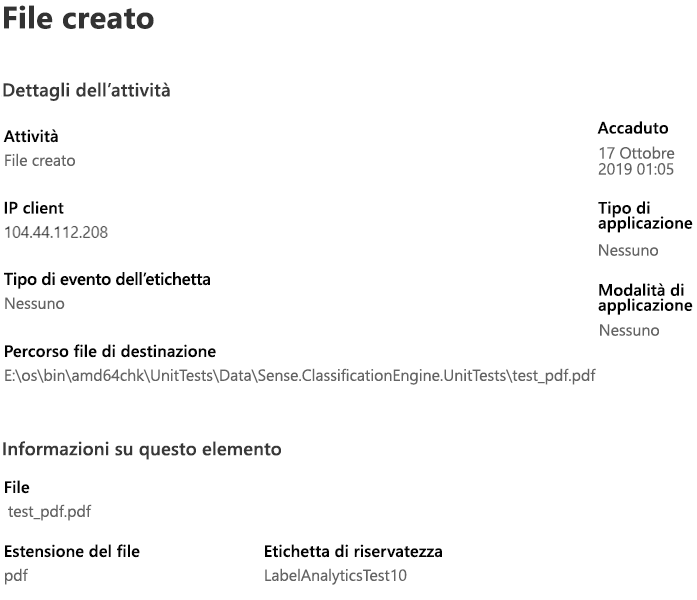 File creato
Dettagli dell'attività
Attività
File creato
Accaduto
17 Ottobre
2019 01:05
IP client
104.44.112.208
Tipo di
applicazione
Nessuno
Tipo di evento dell'etichetta
Nessuno
Modalità di
applicazione
Nessuno
Percorso file di destinazione
E:\os\bin\amd64chk\UnitTests\Data\Sense.ClassificationEngine.UnitTests\test_pdf.pdf
Informazioni su questo elemento
File
test_pdf.pdf
Estensione del file
pdf
Etichetta di riservatezza
LabelAnalyticsTest10